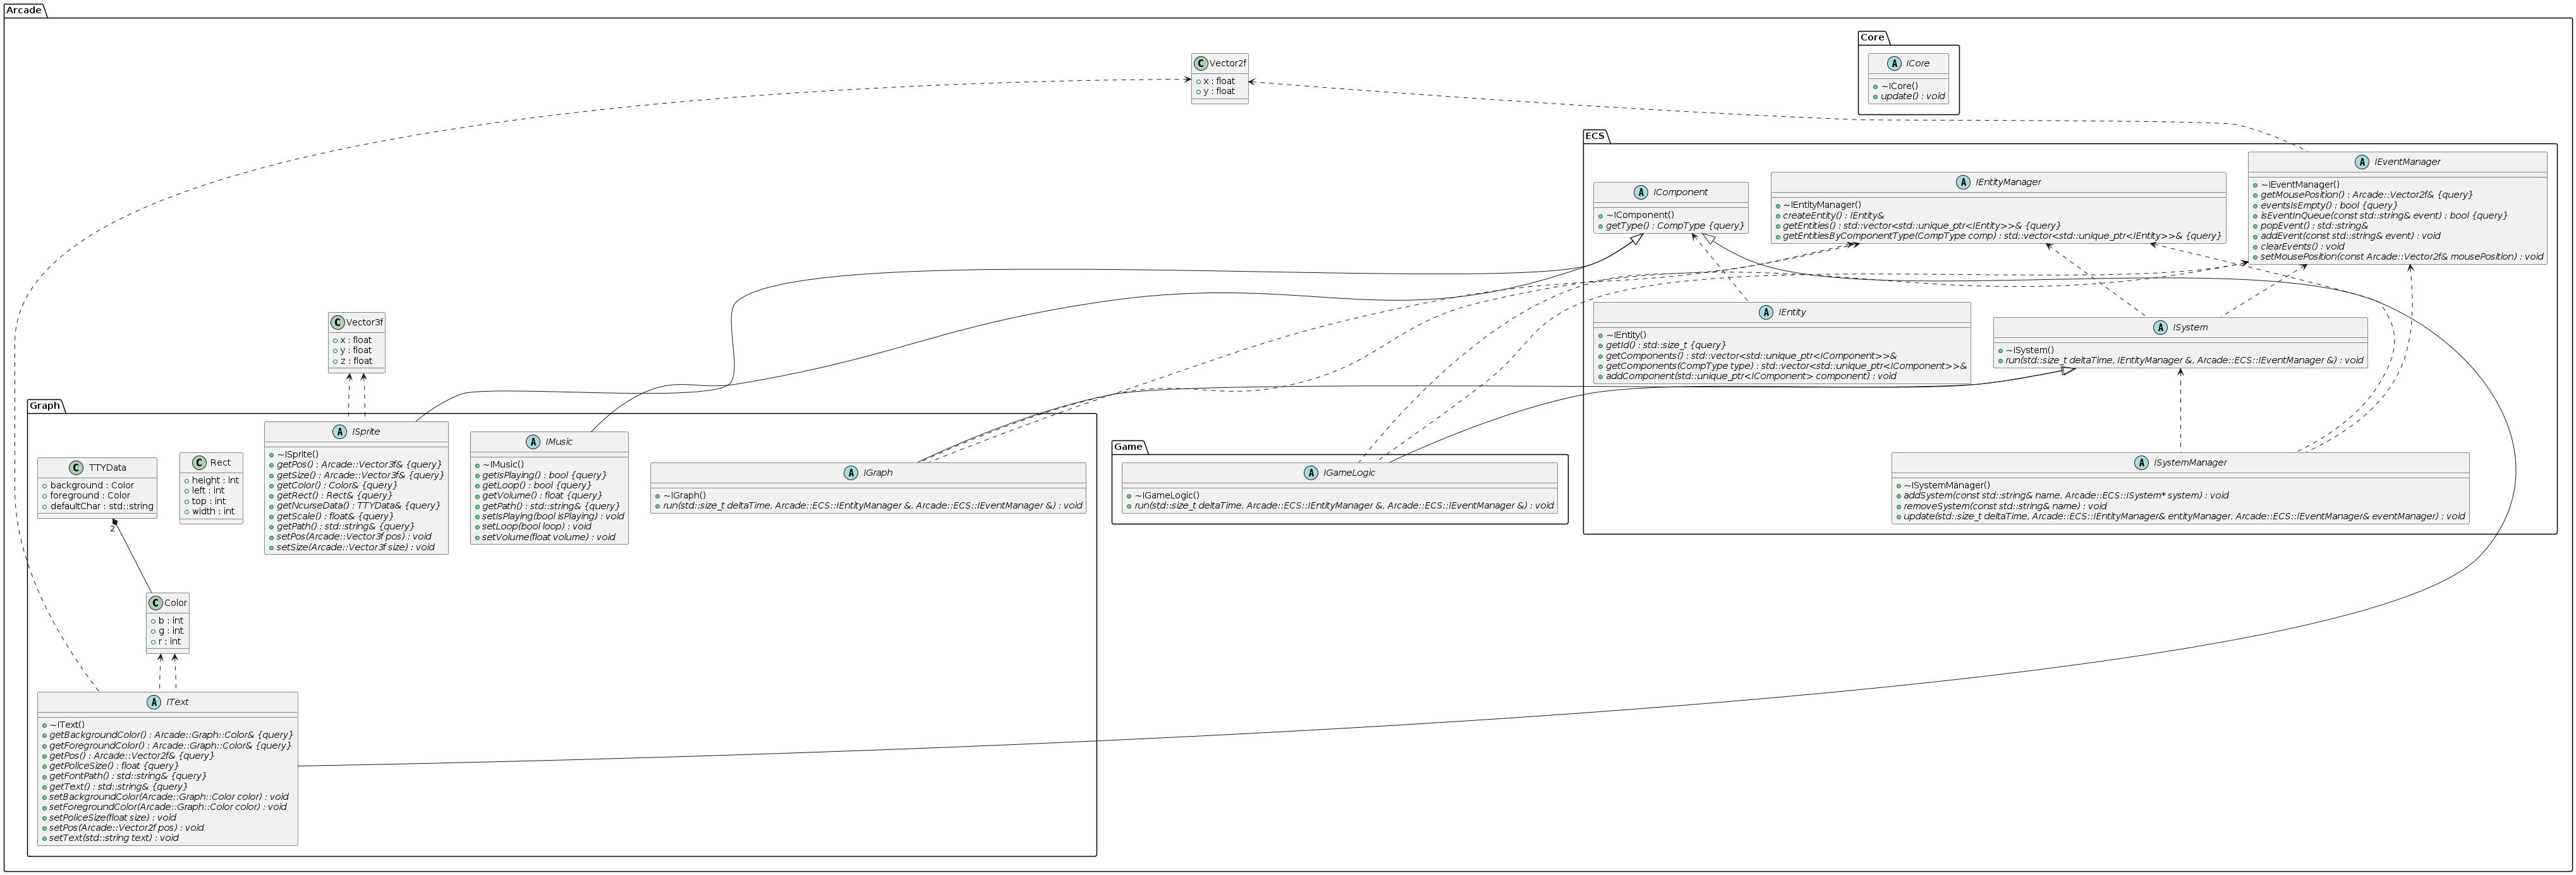 Arcade
Core
ICore
~ICore()
update() : void
Vector2f
x : float
y : float
ECS
IEventManager
~IEventManager()
getMousePosition() : Arcade::Vector2f& {query}
eventsIsEmpty() : bool {query}
isEventInQueue(const std::string& event) : bool {query}
popEvent() : std::string&
addEvent(const std::string& event) : void
clearEvents() : void
setMousePosition(const Arcade::Vector2f& mousePosition) : void
IEntityManager
~IEntityManager()
createEntity() : IEntity&
getEntities() : std::vector<std::unique_ptr<IEntity>>& {query}
getEntitiesByComponentType(CompType comp) : std::vector<std::unique_ptr<IEntity>>& {query}
IComponent
~IComponent()
getType() : CompType {query}
IEntity
~IEntity()
getId() : std::size_t {query}
getComponents() : std::vector<std::unique_ptr<IComponent>>&
getComponents(CompType type) : std::vector<std::unique_ptr<IComponent>>&
addComponent(std::unique_ptr<IComponent> component) : void
ISystem
~ISystem()
run(std::size_t deltaTime, IEntityManager &, Arcade::ECS::IEventManager &) : void
ISystemManager
~ISystemManager()
addSystem(const std::string& name, Arcade::ECS::ISystem* system) : void
removeSystem(const std::string& name) : void
update(std::size_t deltaTime, Arcade::ECS::IEntityManager& entityManager, Arcade::ECS::IEventManager& eventManager) : void
Vector3f
x : float
y : float
z : float
Graph
ISprite
~ISprite()
getPos() : Arcade::Vector3f& {query}
getSize() : Arcade::Vector3f& {query}
getColor() : Color& {query}
getRect() : Rect& {query}
getNcurseData() : TTYData& {query}
getScale() : float& {query}
getPath() : std::string& {query}
setPos(Arcade::Vector3f pos) : void
setSize(Arcade::Vector3f size) : void
IMusic
~IMusic()
getIsPlaying() : bool {query}
getLoop() : bool {query}
getVolume() : float {query}
getPath() : std::string& {query}
setIsPlaying(bool isPlaying) : void
setLoop(bool loop) : void
setVolume(float volume) : void
IGraph
~IGraph()
run(std::size_t deltaTime, Arcade::ECS::IEntityManager &, Arcade::ECS::IEventManager &) : void
Game
IGameLogic
~IGameLogic()
run(std::size_t deltaTime, Arcade::ECS::IEntityManager &, Arcade::ECS::IEventManager &) : void
TTYData
background : Color
foreground : Color
defaultChar : std::string
2
Rect
height : int
left : int
top : int
width : int
Color
b : int
g : int
r : int
IText
~IText()
getBackgroundColor() : Arcade::Graph::Color& {query}
getForegroundColor() : Arcade::Graph::Color& {query}
getPos() : Arcade::Vector2f& {query}
getPoliceSize() : float {query}
getFontPath() : std::string& {query}
getText() : std::string& {query}
setBackgroundColor(Arcade::Graph::Color color) : void
setForegroundColor(Arcade::Graph::Color color) : void
setPoliceSize(float size) : void
setPos(Arcade::Vector2f pos) : void
setText(std::string text) : void